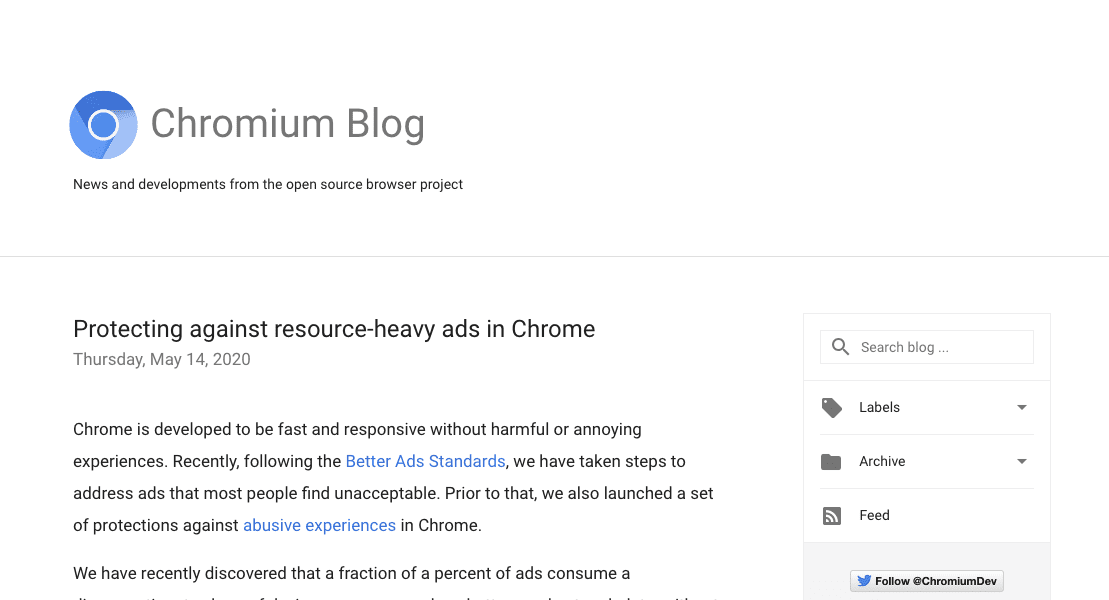 Chromium Blog
News and developments from the open source browser project
Protecting against resource-heavy ads in Chrome
Thursday, May 14, 2020
Chrome is developed to be fast and responsive without harmful or annoying
experiences. Recently, following the Better Ads Standards, we have taken steps to
address ads that most people find unacceptable. Prior to that, we also launched a set
of protections against abusive experiences in Chrome.
We have recently discovered that a fraction of a percent of ads consume a
Search blog ...
Labels
Archive
Feed
Follow @ChromiumDev